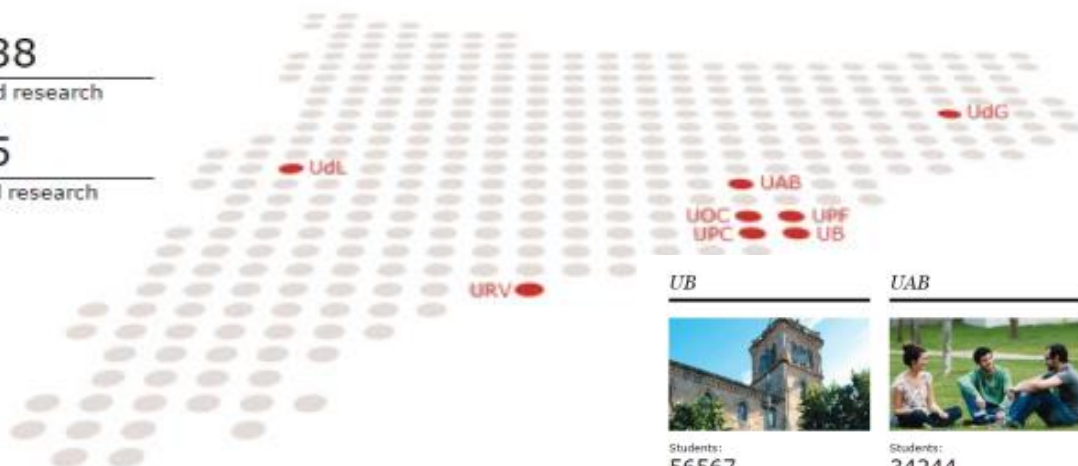 38
d research
5
d research
UdG
UdL
UAB
UOC UPF
UPC UB
URV
UB UAB
Students: Students:
56567 34244